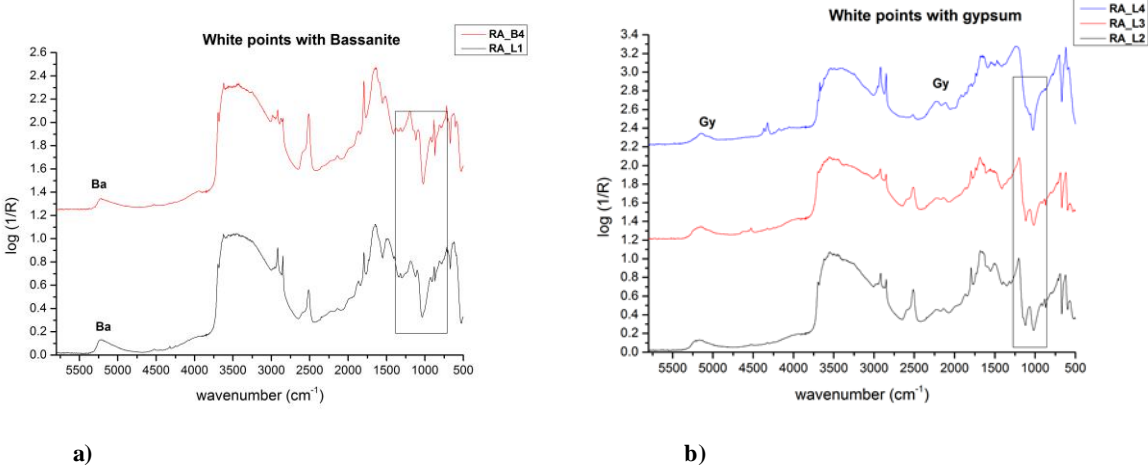 White points with Bassanite
RA_B4
RA_L1
2.6
2.4
2.2
2.0
1.8
1.6
1.4
1.2
1.0
0.8
0.6
0.4
0.2
0.0
log (1/R)
Ba
Ba
5500 5000 4500 4000 3500 3000 2500 2000 1500 1000 500
wavenumber (cm⁻¹)
a)
White points with gypsum
RA_L4
RA_L3
RA_L2
3.4
3.2
3.0
2.8
2.6
2.4
2.2
2.0
1.8
1.6
1.4
1.2
1.0
0.8
0.6
0.4
0.2
0.0
log (1/R)
Gy
Gy
5500 5000 4500 4000 3500 3000 2500 2000 1500 1000 500
wavenumber (cm⁻¹)
b)